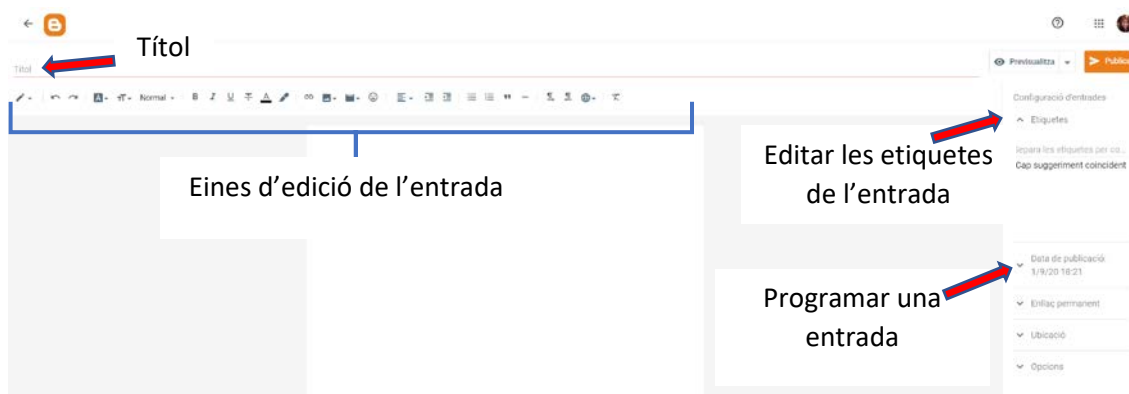 Títol
Títol
Previsualitza
Publica
Normal
B I U
Configuració d'entrades
Etiquetes
Separa les etiquetes per co...
Cap suggeriment coincident
Editar les etiquetes
de l'entrada
Eines d'edició de l'entrada
Data de publicació
1/9/20 18:21
Programar una
entrada
Enllaç permanent
Ubicació
Opcions